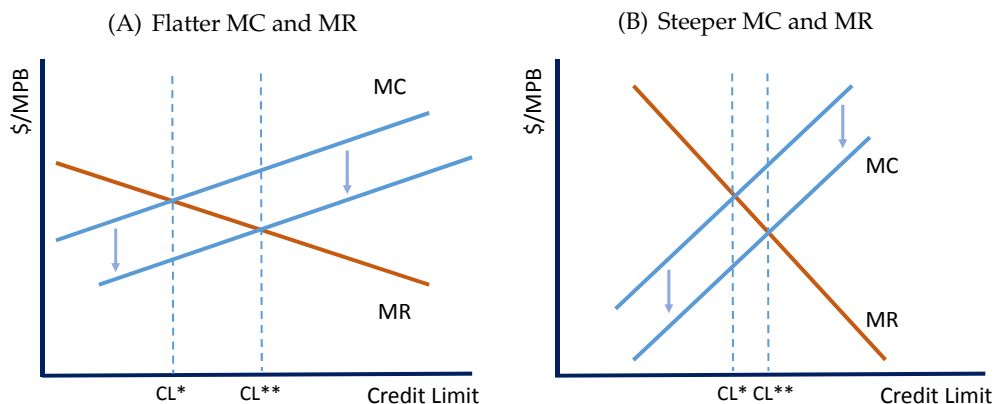 (A) Flatter MC and MR
$/MPB
MC
MR
CL*
CL**
Credit Limit
(B) Steeper MC and MR
$/MPB
MC
MR
CL*
CL**
Credit Limit